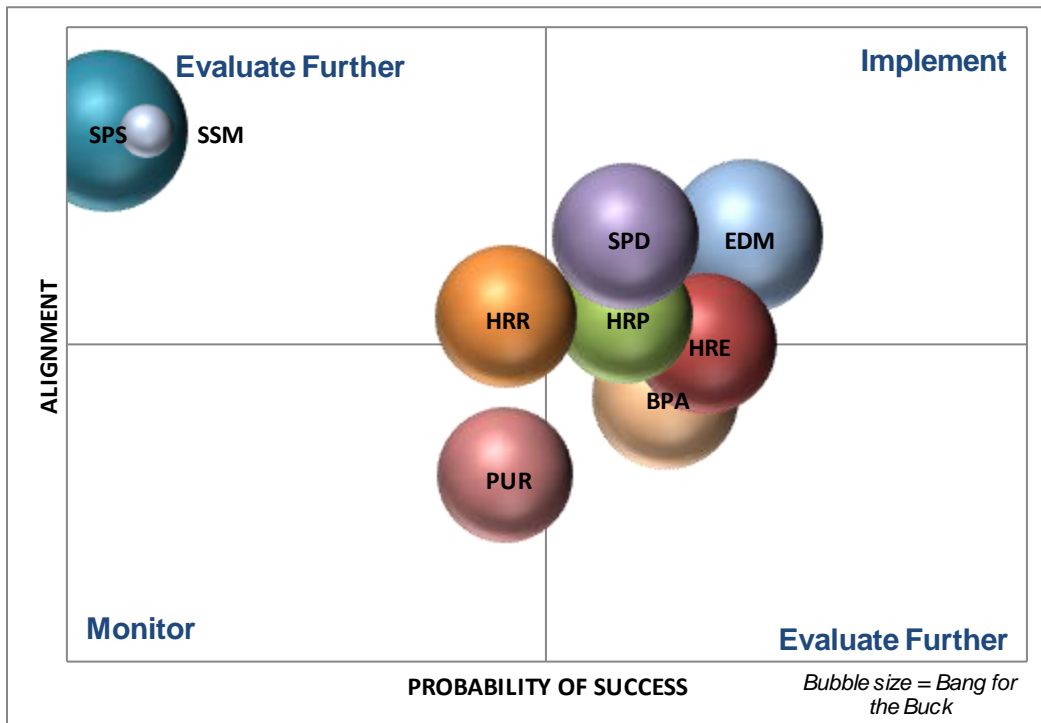 Evaluate Further
Implement
SPS
SSM
SPD
EDM
HRR
HRP
HRE
BPA
PUR
ALIGNMENT
Monitor
Evaluate Further
PROBABILITY OF SUCCESS
Bubble size = Bang for
the Buck